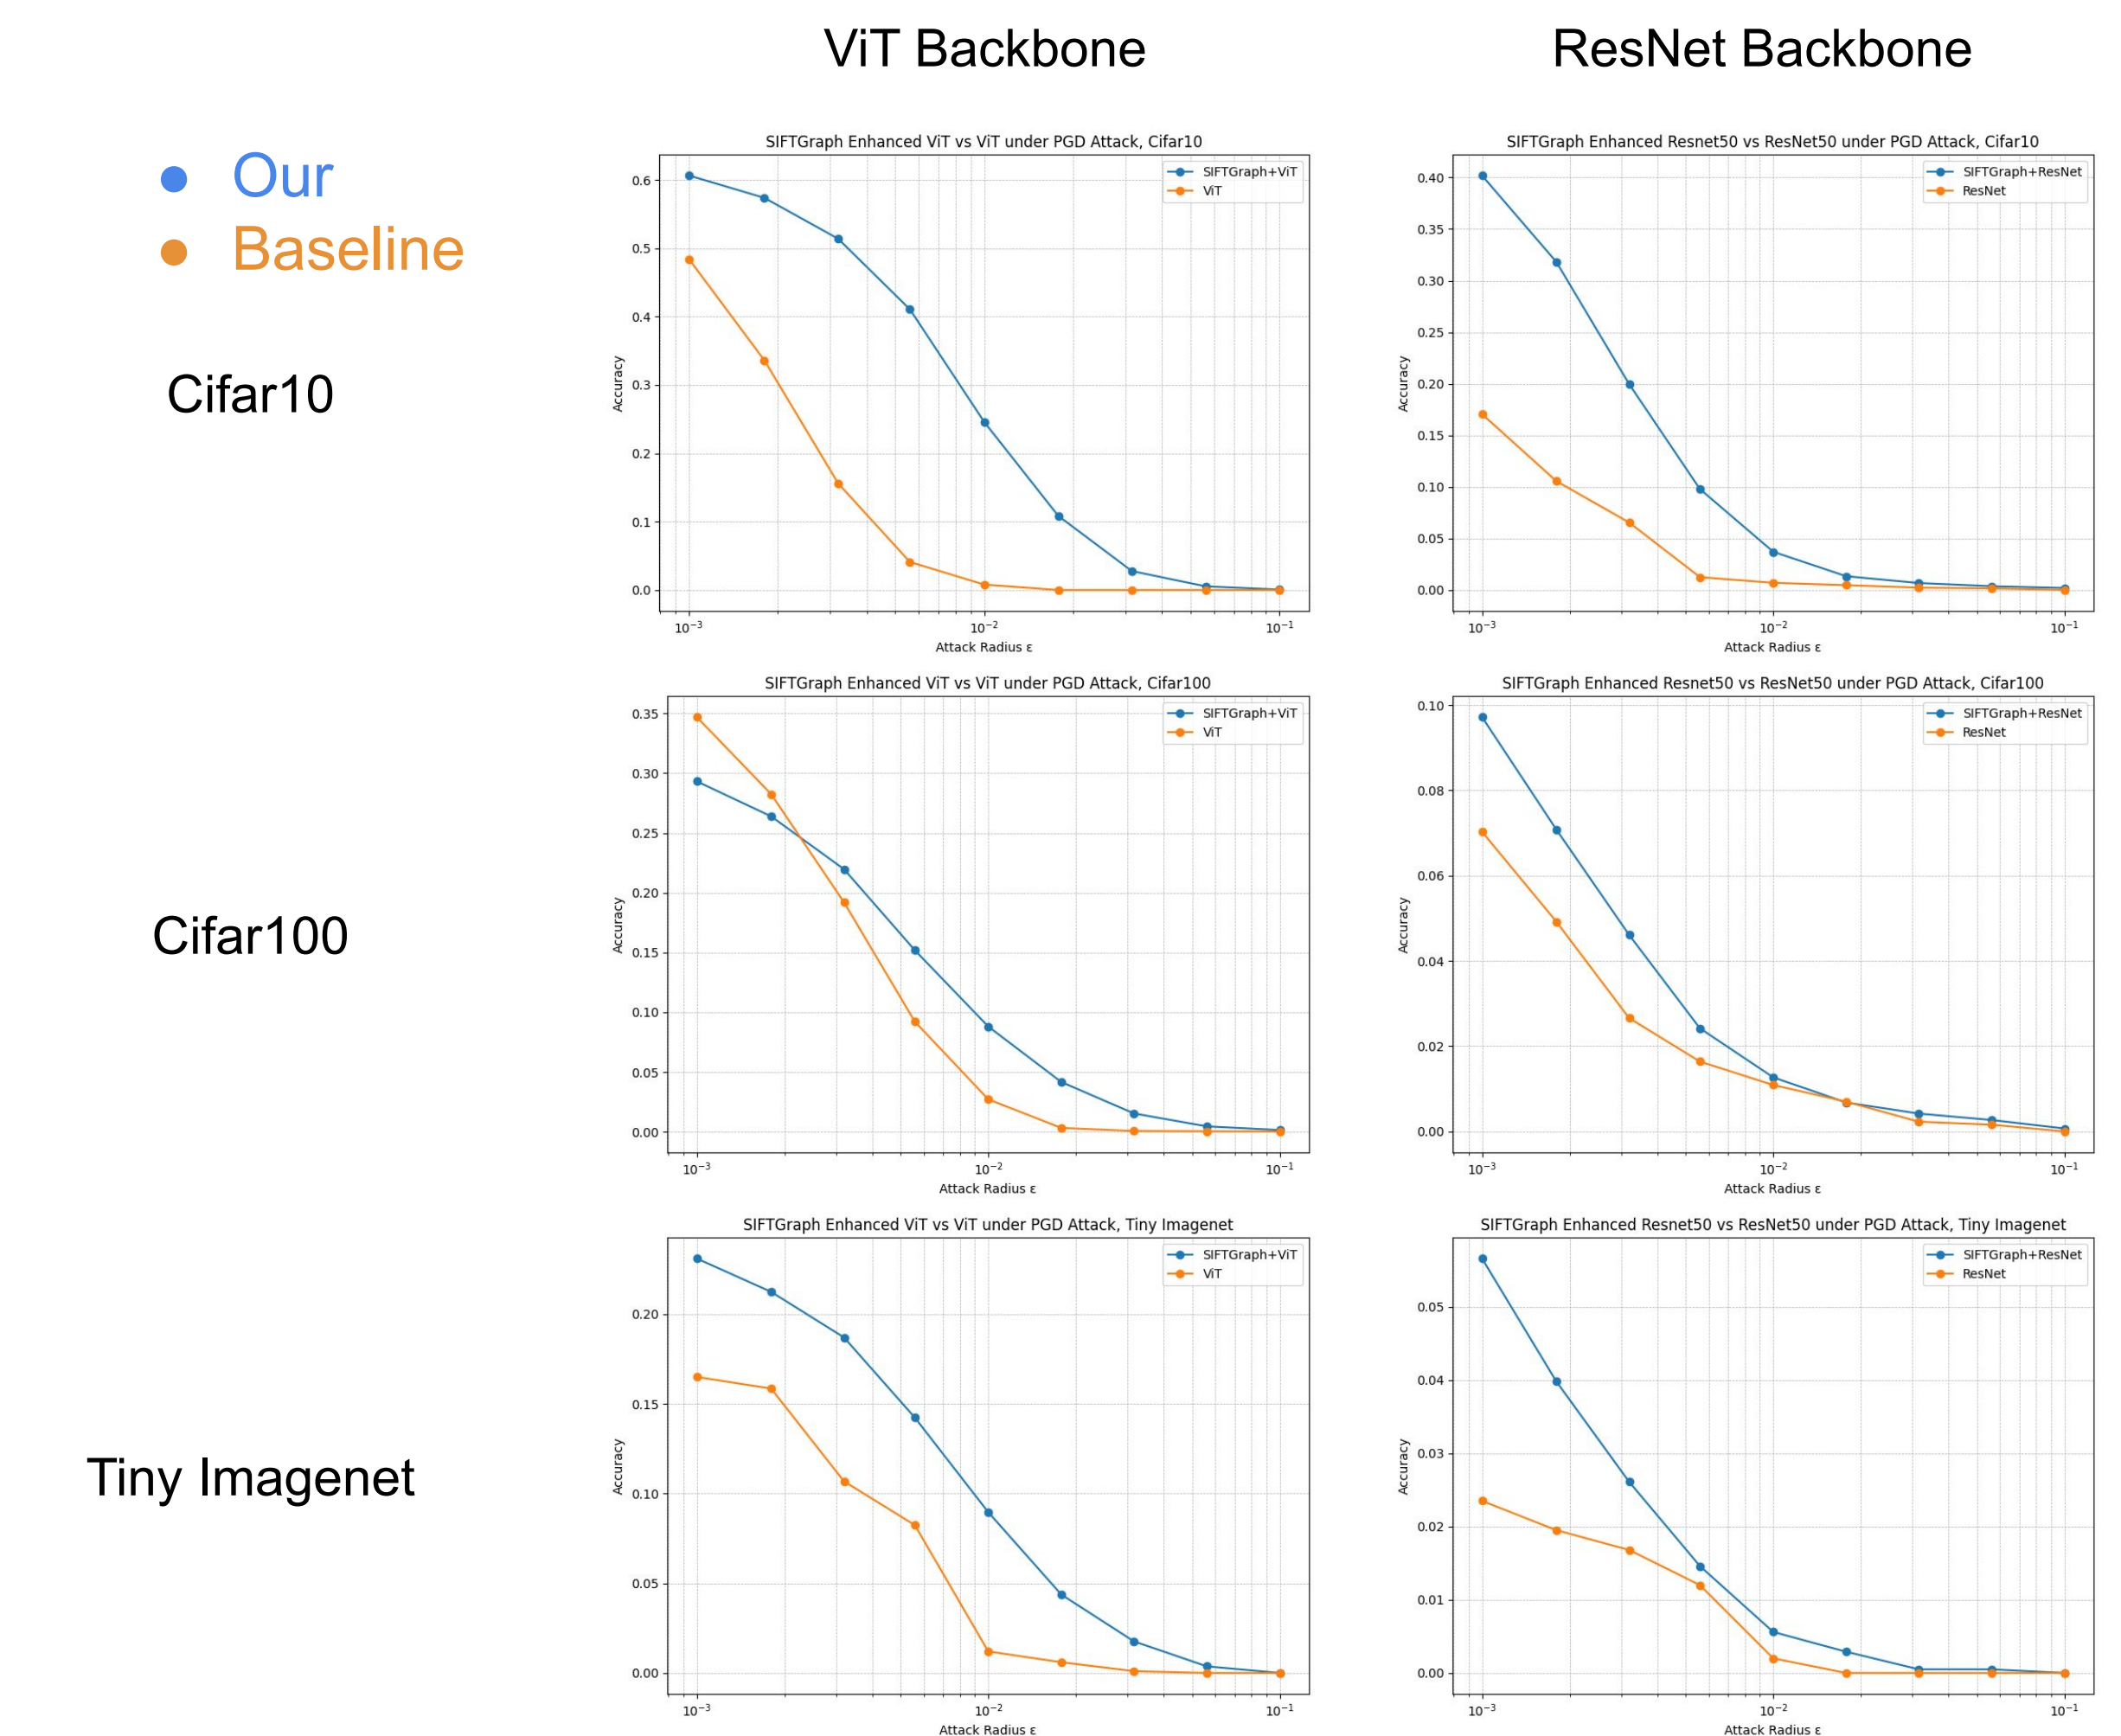 ViT Backbone
ResNet Backbone
Our
Baseline
Cifar10
SIFTGraph Enhanced ViT vs ViT under PGD Attack, Cifar10
SIFTGraph+ViT
ViT
0.6
0.5
0.4
0.3
0.2
0.1
0.0
Accuracy
10⁻³ 10⁻² 10⁻¹
Attack Radius ε
SIFTGraph Enhanced Resnet50 vs ResNet50 under PGD Attack, Cifar10
SIFTGraph+ResNet
ResNet
0.40
0.35
0.30
0.25
0.20
0.15
0.10
0.05
0.00
Accuracy
10⁻³ 10⁻² 10⁻¹
Attack Radius ε
Cifar100
SIFTGraph Enhanced ViT vs ViT under PGD Attack, Cifar100
SIFTGraph+ViT
ViT
0.35
0.30
0.25
0.20
0.15
0.10
0.05
0.00
Accuracy
10⁻³ 10⁻² 10⁻¹
Attack Radius ε
SIFTGraph Enhanced Resnet50 vs ResNet50 under PGD Attack, Cifar100
SIFTGraph+ResNet
ResNet
0.10
0.08
0.06
0.04
0.02
0.00
Accuracy
10⁻³ 10⁻² 10⁻¹
Attack Radius ε
Tiny Imagenet
SIFTGraph Enhanced ViT vs ViT under PGD Attack, Tiny Imagenet
SIFTGraph+ViT
ViT
0.20
0.15
0.10
0.05
0.00
Accuracy
10⁻³ 10⁻² 10⁻¹
Attack Radius ε
SIFTGraph Enhanced Resnet50 vs ResNet50 under PGD Attack, Tiny Imagenet
SIFTGraph+ResNet
ResNet
0.05
0.04
0.03
0.02
0.01
0.00
Accuracy
10⁻³ 10⁻² 10⁻¹
Attack Radius ε